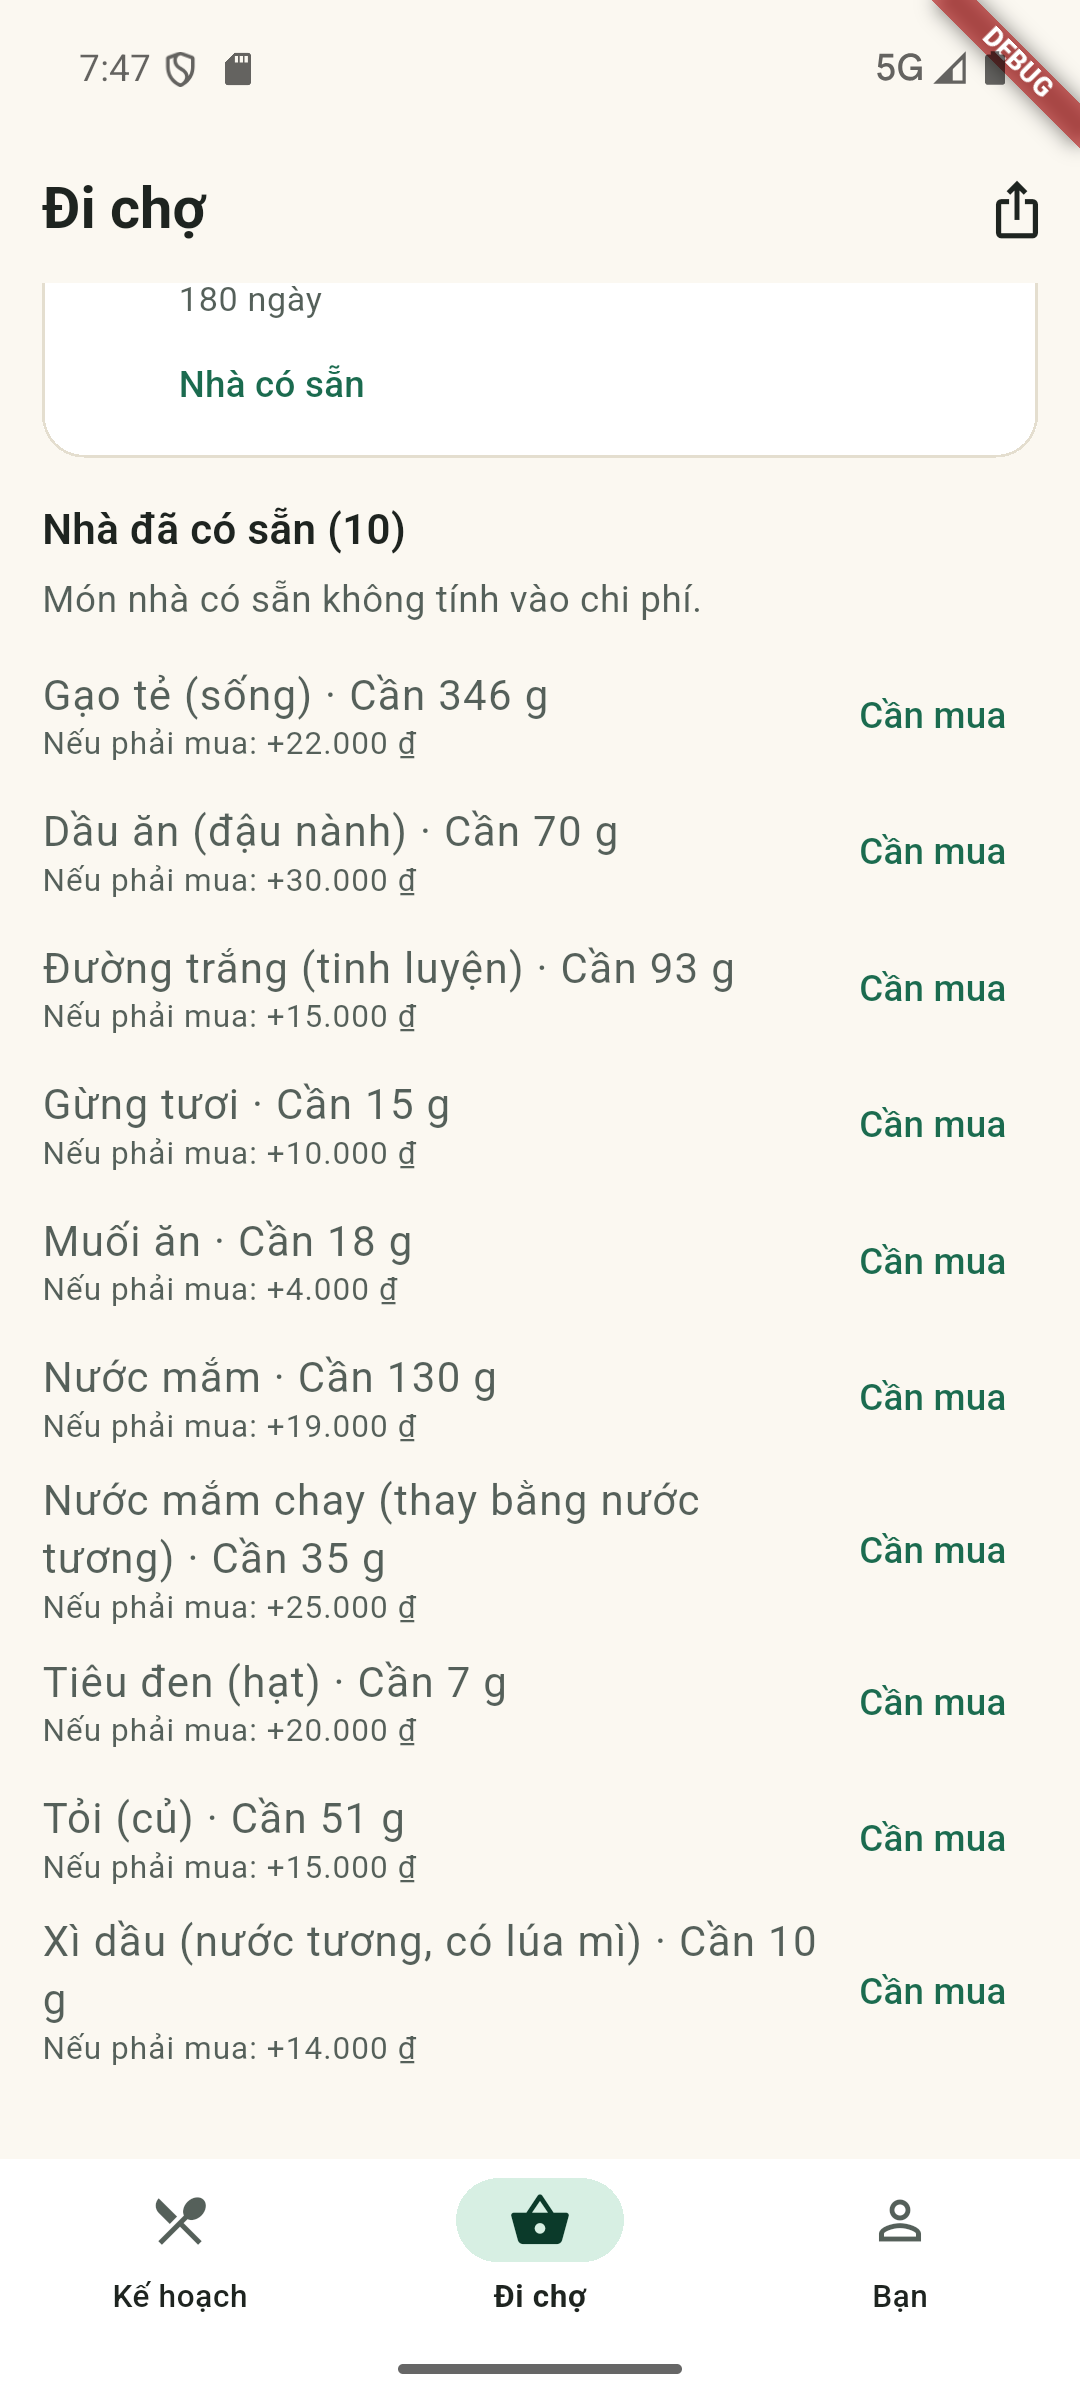 7:47
5G
DEBUG
Đi chợ
180 ngày
Nhà có sẵn
Nhà đã có sẵn (10)
Món nhà có sẵn không tính vào chi phí.
Gạo tẻ (sống) · Cần 346 g
Nếu phải mua: +22.000 ₫
Cần mua
Dầu ăn (đậu nành) · Cần 70 g
Nếu phải mua: +30.000 ₫
Cần mua
Đường trắng (tinh luyện) · Cần 93 g
Nếu phải mua: +15.000 ₫
Cần mua
Gừng tươi · Cần 15 g
Nếu phải mua: +10.000 ₫
Cần mua
Muối ăn · Cần 18 g
Nếu phải mua: +4.000 ₫
Cần mua
Nước mắm · Cần 130 g
Nếu phải mua: +19.000 ₫
Cần mua
Nước mắm chay (thay bằng nước
tương) · Cần 35 g
Nếu phải mua: +25.000 ₫
Cần mua
Tiêu đen (hạt) · Cần 7 g
Nếu phải mua: +20.000 ₫
Cần mua
Tỏi (củ) · Cần 51 g
Nếu phải mua: +15.000 ₫
Cần mua
Xì dầu (nước tương, có lúa mì) · Cần 10
g
Nếu phải mua: +14.000 ₫
Cần mua
Kế hoạch
Đi chợ
Bạn